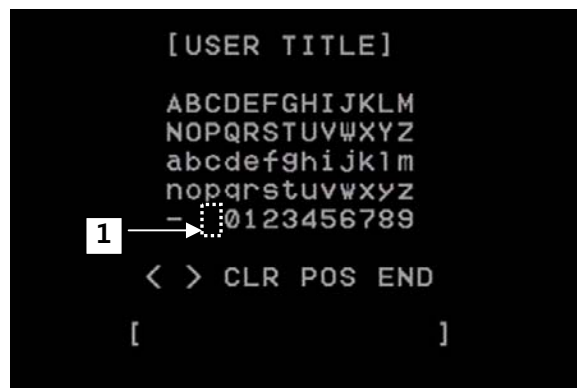 [USER TITLE]
ABCDEFGHIJKLM
NOPQRSTUVWXYZ
abcdefghijklm
nopqrstuvwxyz
- 0123456789
1
< > CLR POS END
[ ]